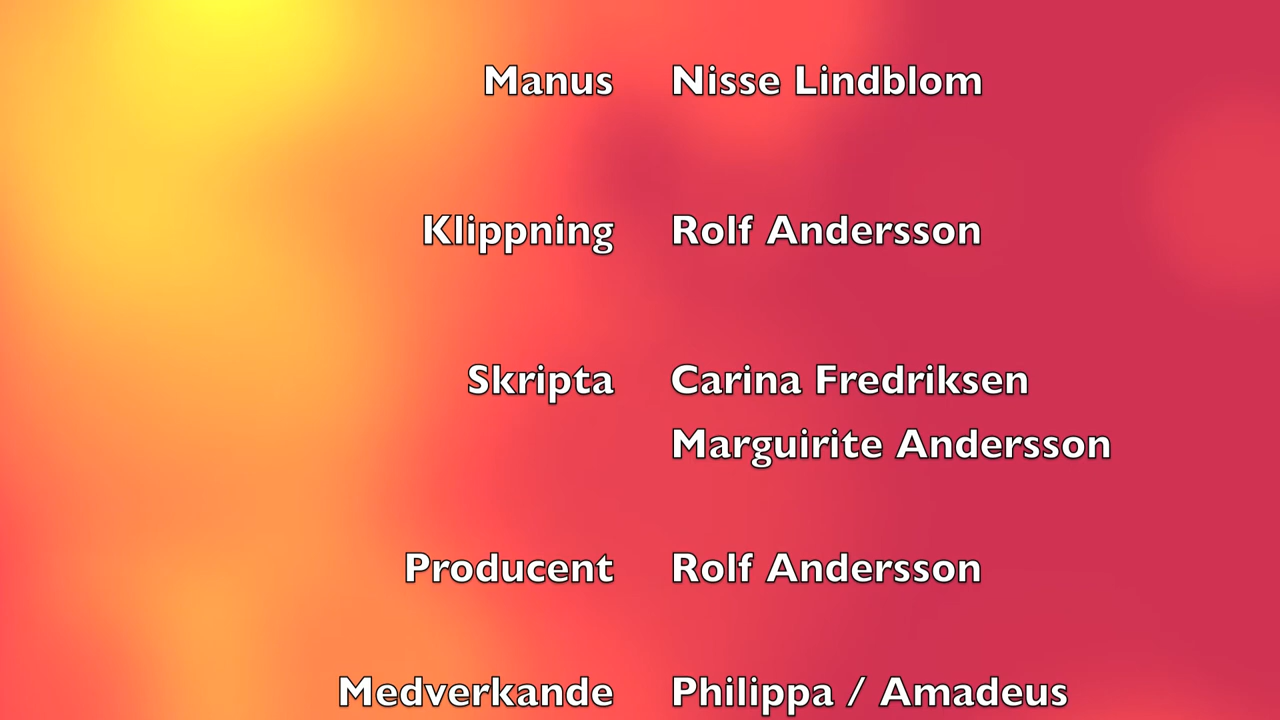 Manus Nisse Lindblom
Klippning Rolf Andersson
Skripta Carina Fredriksen
Marguirite Andersson
Producent Rolf Andersson
Medverkande Philippa / Amadeus